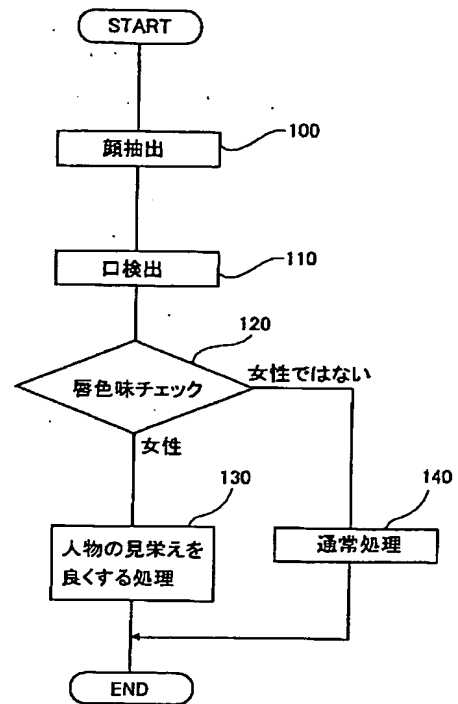 START
100
顔抽出
110
口検出
120
唇色味チェック
女性ではない
女性
130
140
人物の見栄えを
良くする処理
通常処理
END